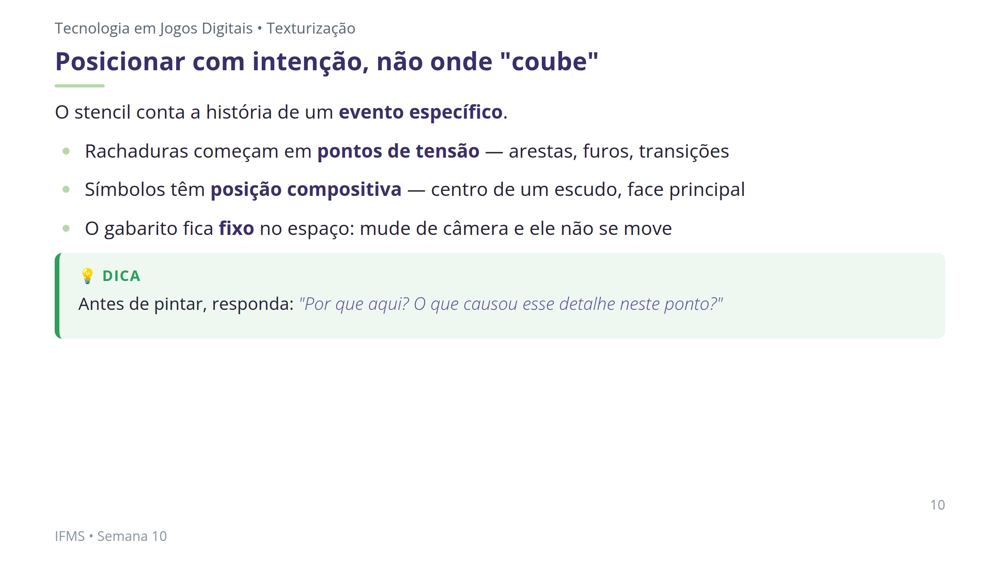 Tecnologia em Jogos Digitais • Texturização
Posicionar com intenção, não onde "coube"
O stencil conta a história de um evento específico.
• Rachaduras começam em pontos de tensão — arestas, furos, transições
• Símbolos têm posição compositiva — centro de um escudo, face principal
• O gabarito fica fixo no espaço: mude de câmera e ele não se move
💡 DICA
Antes de pintar, responda: "Por que aqui? O que causou esse detalhe neste ponto?"
10
IFMS • Semana 10